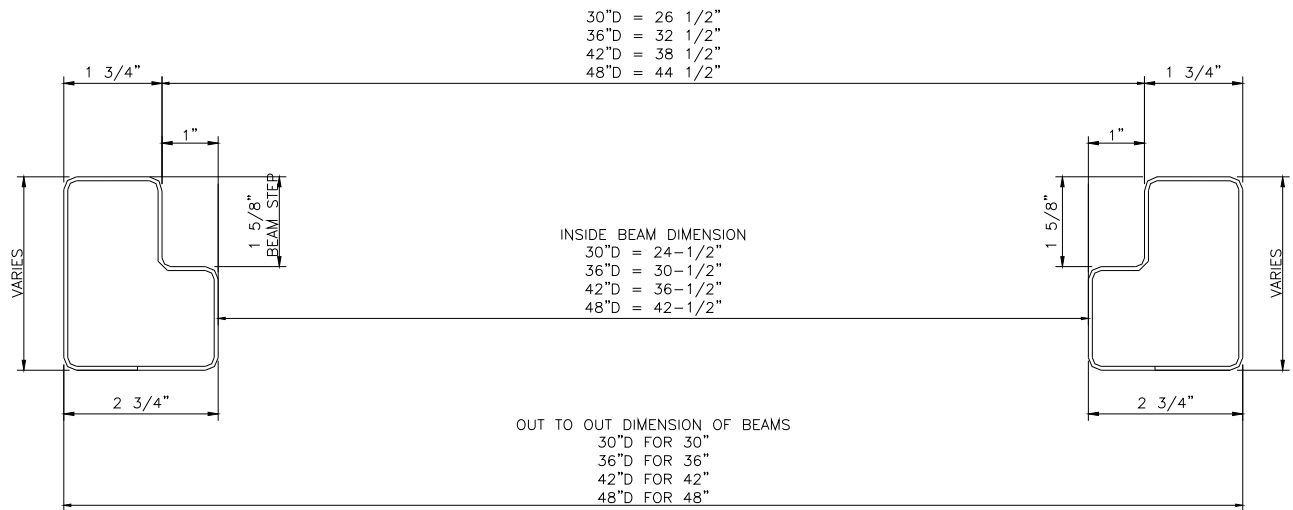 30”D = 26 1/2”
36”D = 32 1/2”
42”D = 38 1/2”
48”D = 44 1/2”
1 3/4”
1 3/4”
1”
1”
1 5/8”
BEAM STEP
1 5/8”
VARIES
VARIES
INSIDE BEAM DIMENSION
30”D = 24-1/2”
36”D = 30-1/2”
42”D = 36-1/2”
48”D = 42-1/2”
2 3/4”
2 3/4”
OUT TO OUT DIMENSION OF BEAMS
30”D FOR 30”
36”D FOR 36”
42”D FOR 42”
48”D FOR 48”